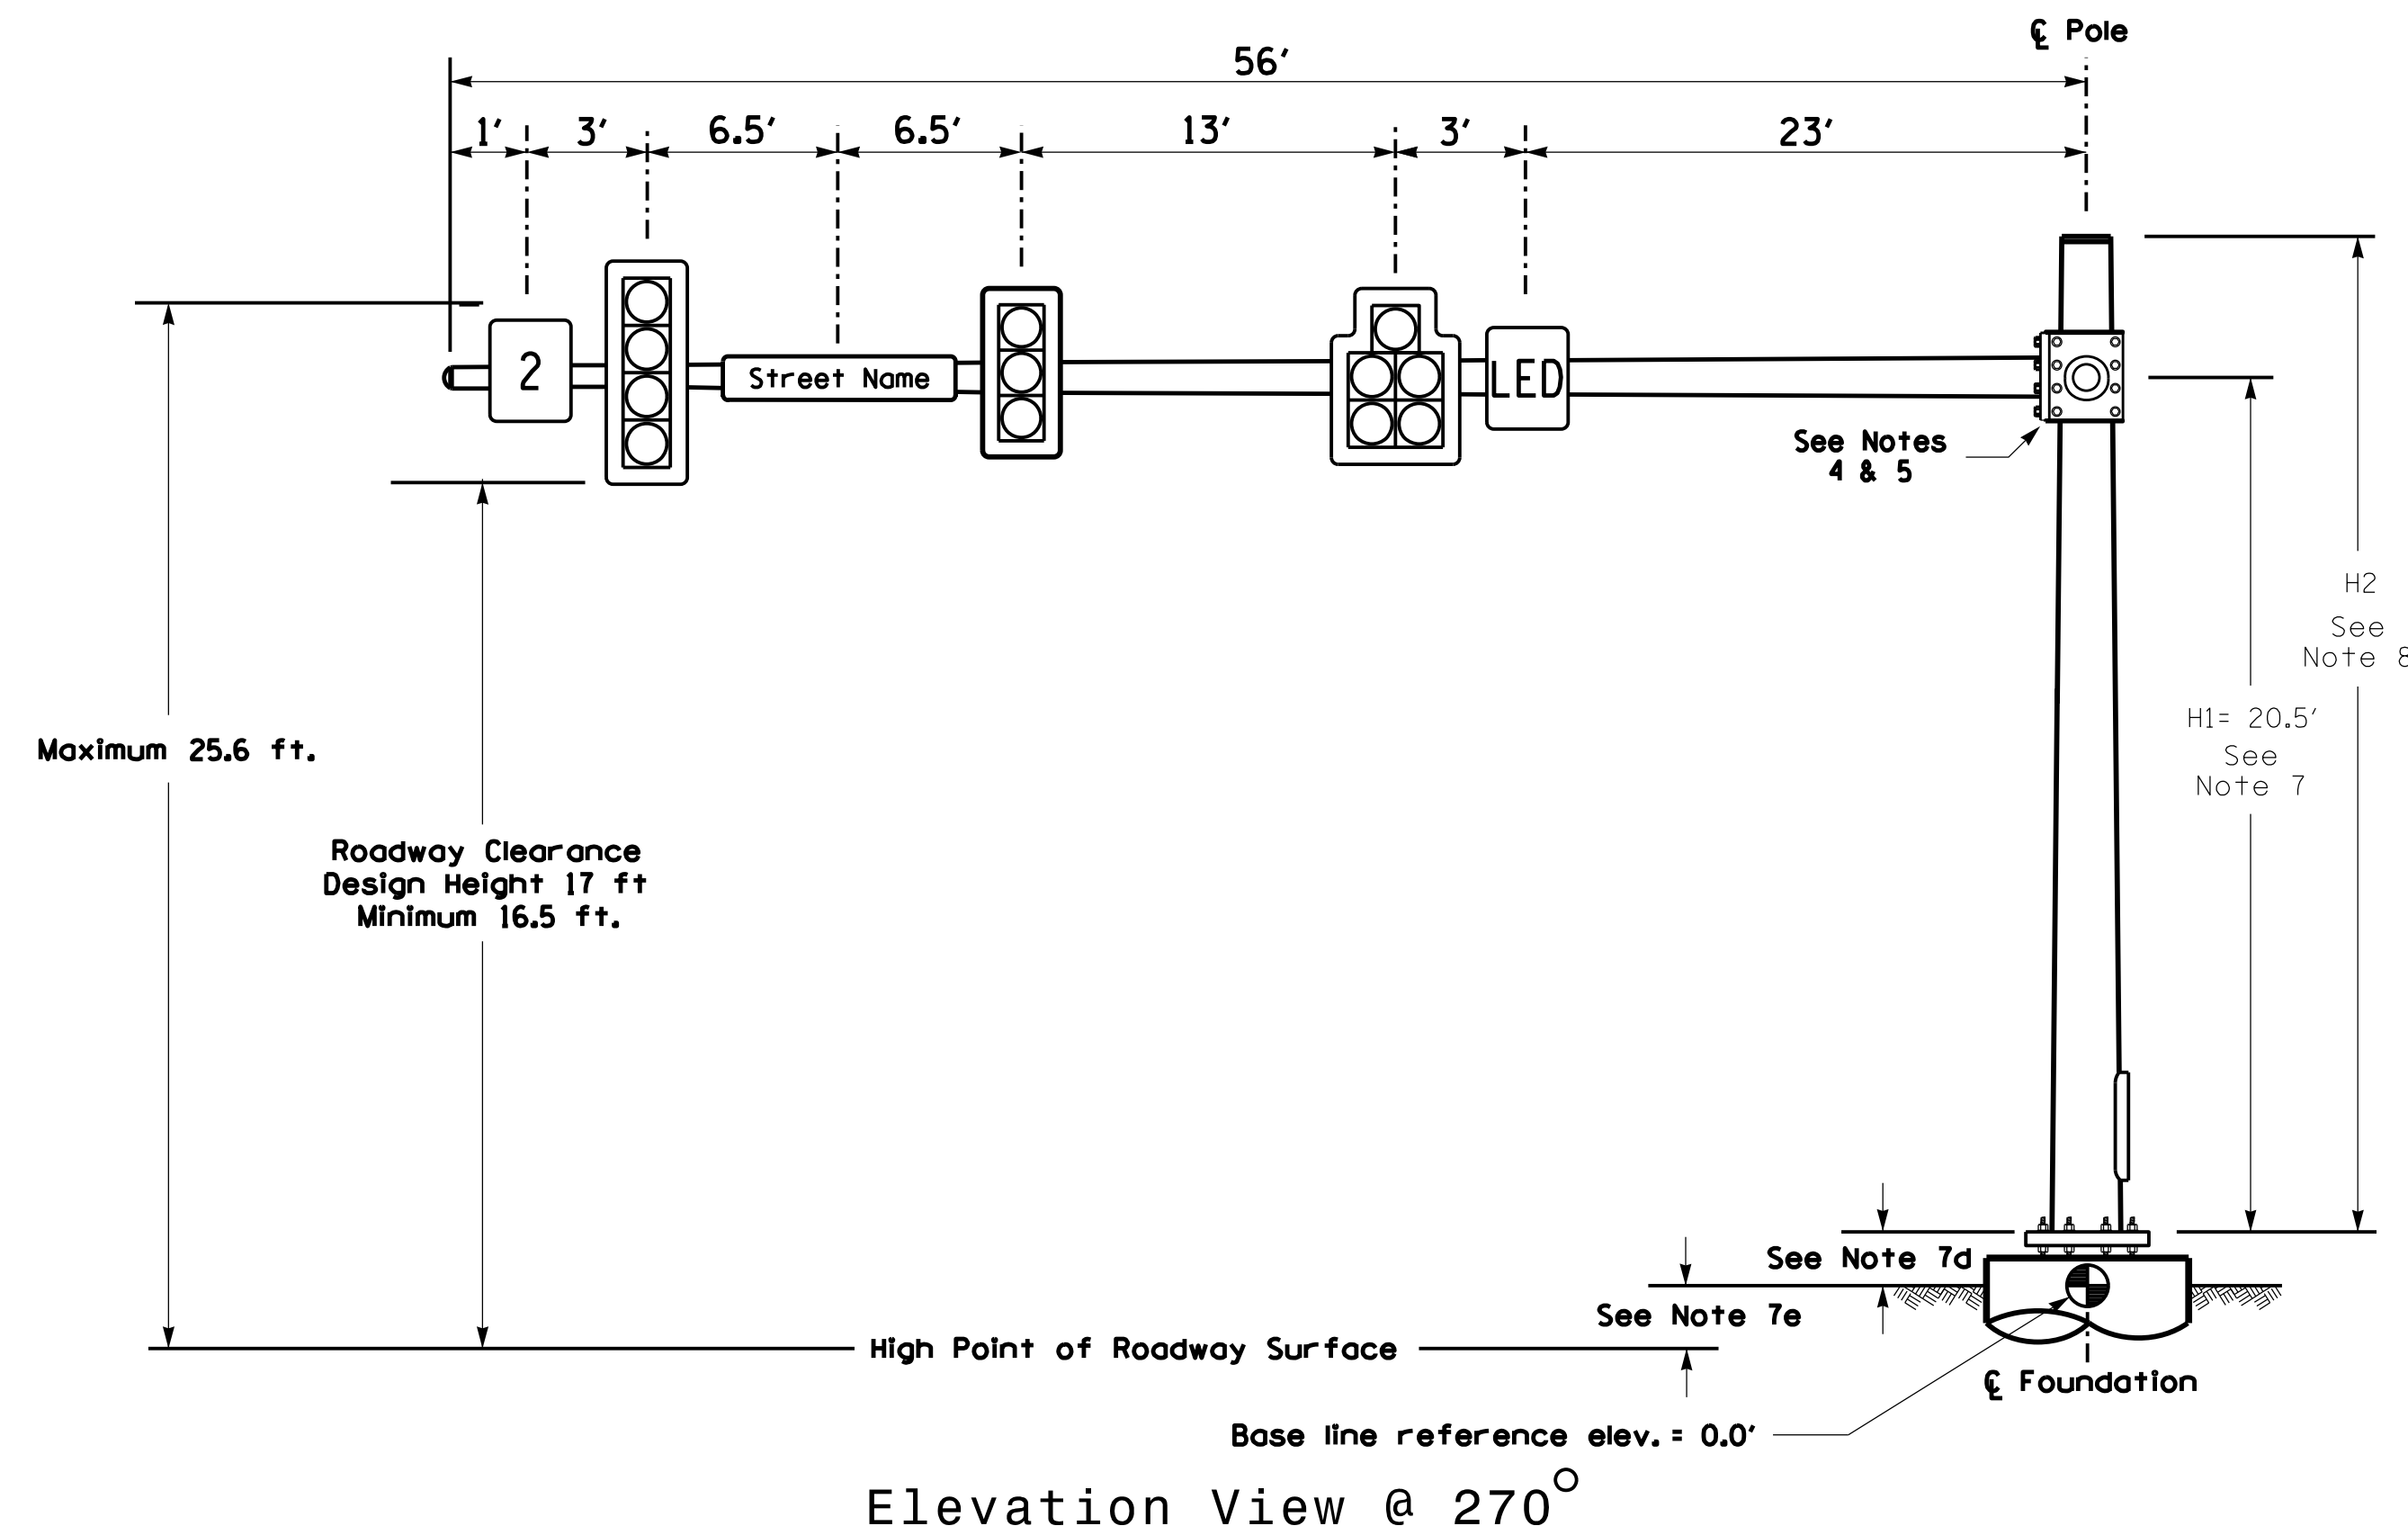 ℄ Pole
56'
1' 3' 6.5' 6.5' 13' 3' 23'
2
Street Name
LED
See Notes
4 & 5
H2
See
Note 8
H1= 20.5'
See
Note 7
Maximum 25.6 ft.
Roadway Clearance
Design Height 17 ft
Minimum 16.5 ft.
See Note 7d
See Note 7e
High Point of Roadway Surface
℄ Foundation
Base line reference elev. = 0.0'
Elevation View @ 270°